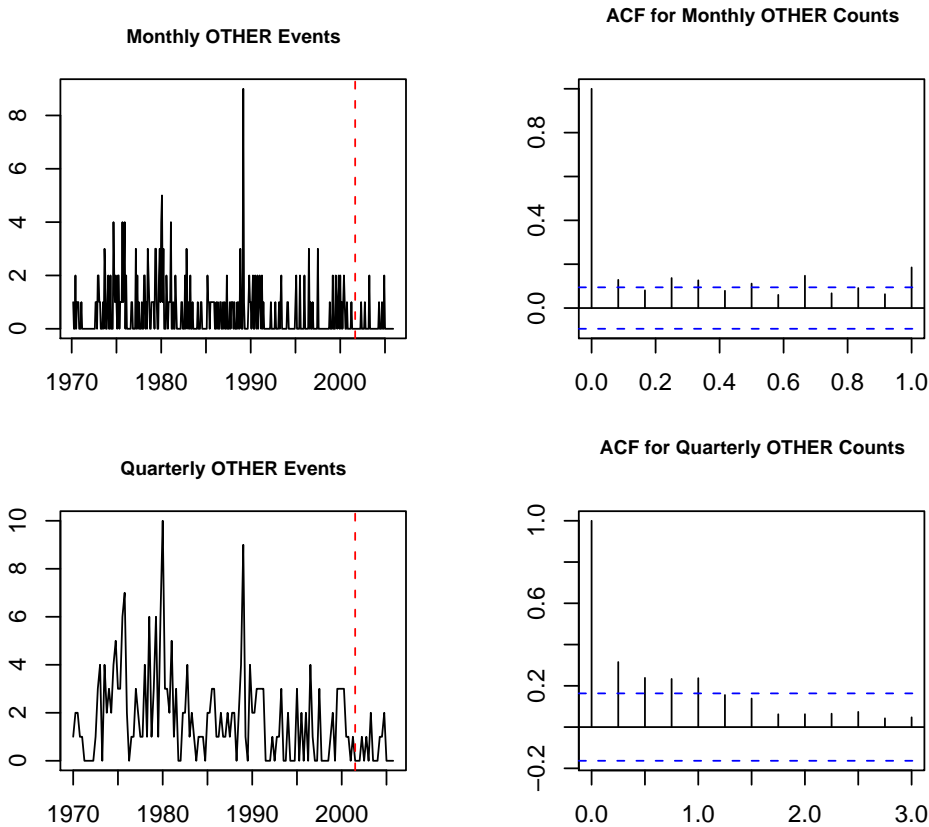 Monthly OTHER Events
8
6
4
2
0
1970 1980 1990 2000
ACF for Monthly OTHER Counts
0.8
0.4
0.0
0.0 0.2 0.4 0.6 0.8 1.0
Quarterly OTHER Events
10
8
6
4
2
0
1970 1980 1990 2000
ACF for Quarterly OTHER Counts
1.0
0.6
0.2
−0.2
0.0 1.0 2.0 3.0